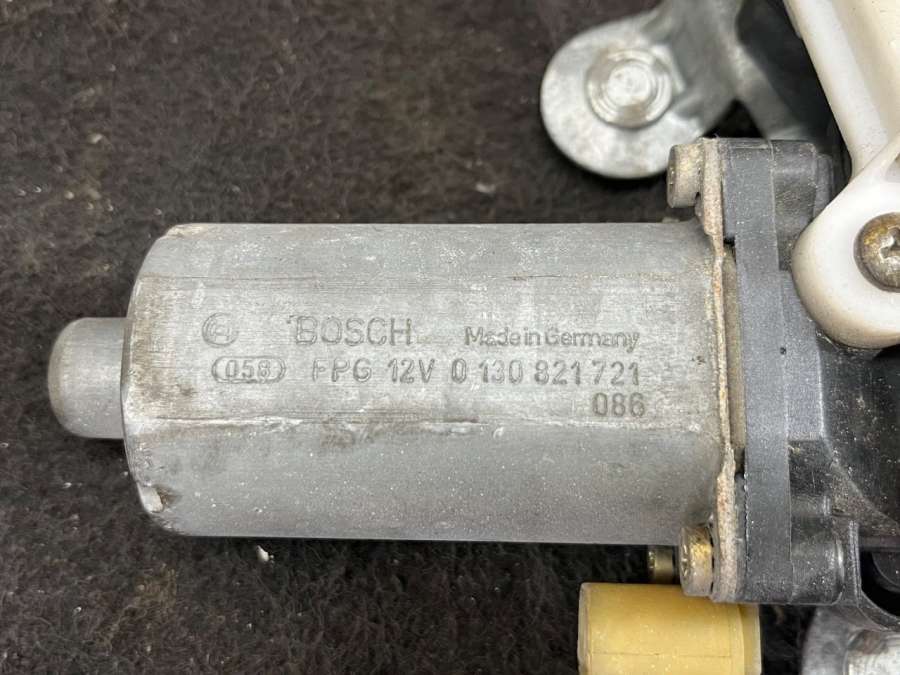 BOSCH Made in Germany
058 FPG 12V 0 130 821 721
086